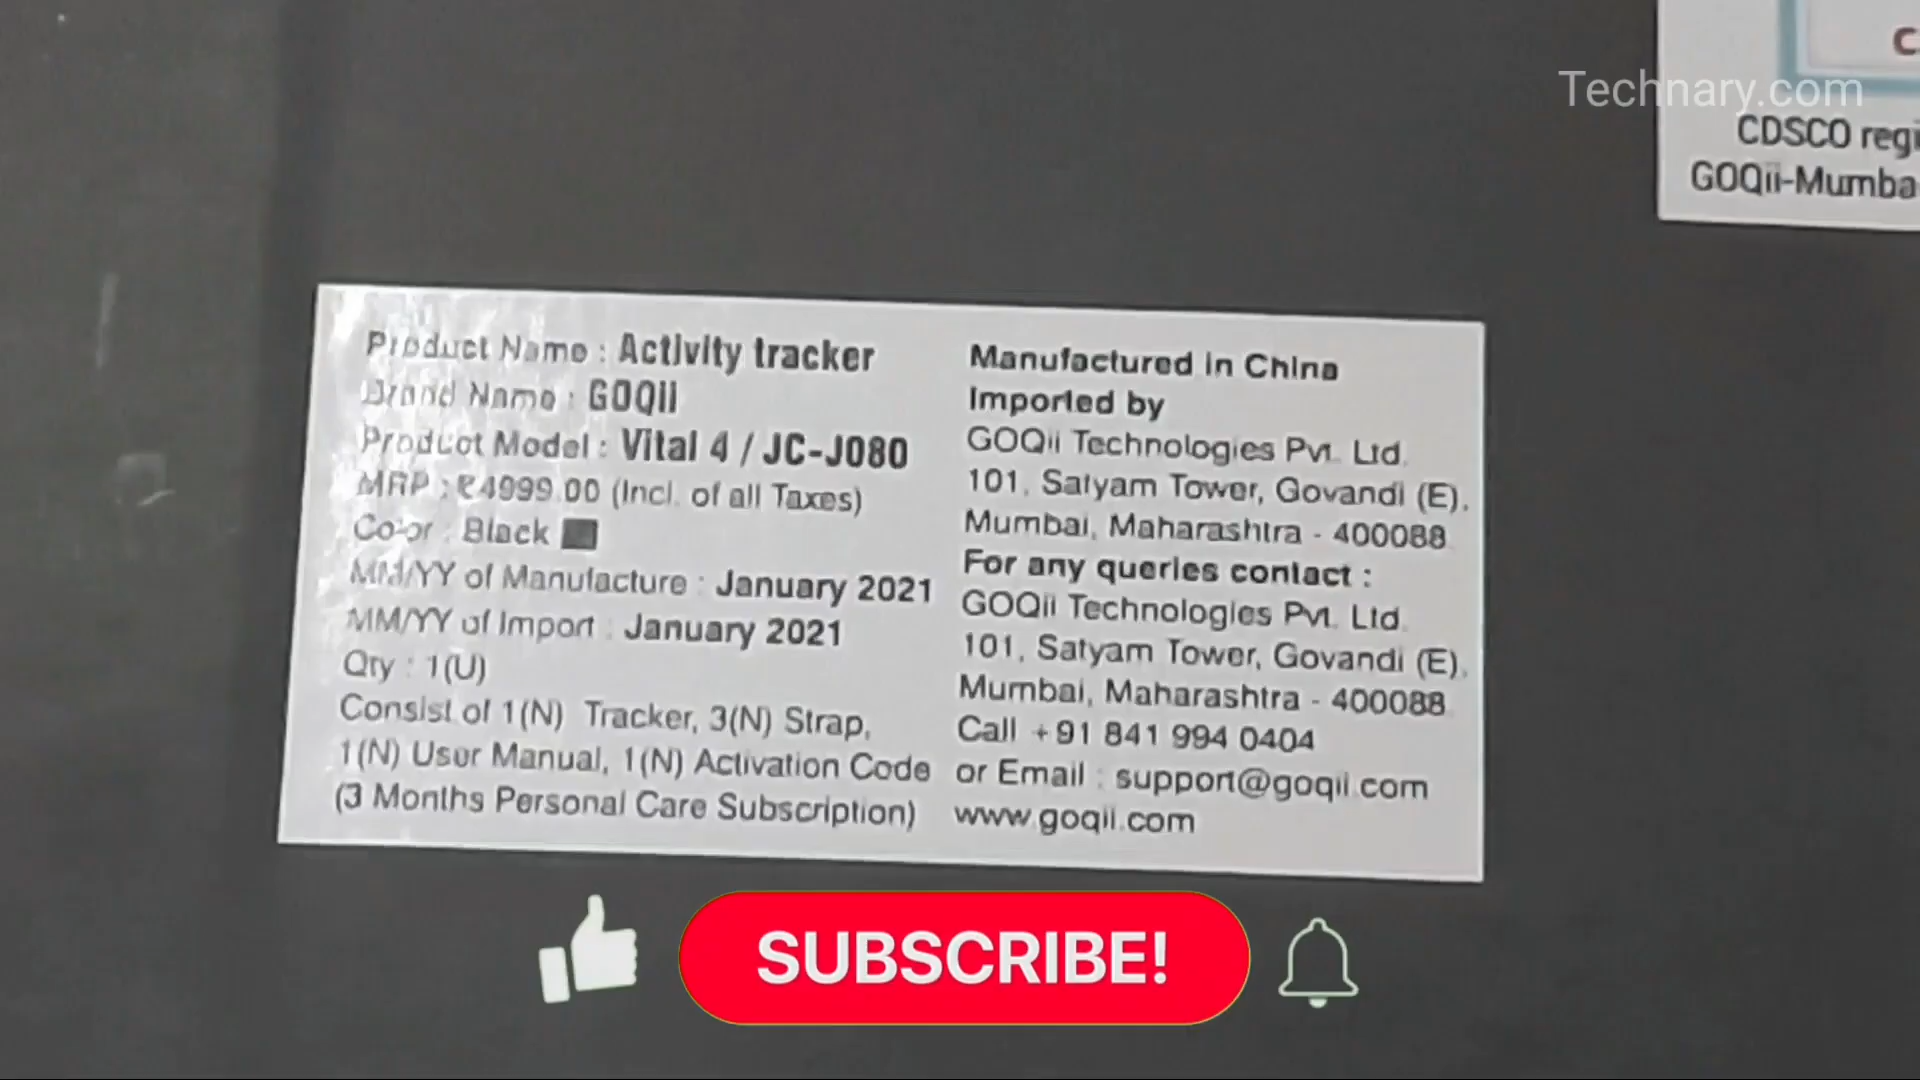 Technary.com
C
CDSCO regi
GOQii-Mumba
Product Name : Activity tracker
Brand Name : GOQii
Product Model : Vital 4 / JC-J080
MRP : ₹4999.00 (Incl. of all Taxes)
Color : Black
MM/YY of Manufacture : January 2021
MM/YY of Import : January 2021
Qty : 1(U)
Consist of 1(N) Tracker, 3(N) Strap,
1(N) User Manual, 1(N) Activation Code
(3 Months Personal Care Subscription)
Manufactured in China
Imported by
GOQii Technologies Pvt. Ltd.
101, Satyam Tower, Govandi (E),
Mumbai, Maharashtra - 400088.
For any queries contact :
GOQii Technologies Pvt. Ltd.
101, Satyam Tower, Govandi (E),
Mumbai, Maharashtra - 400088.
Call +91 841 994 0404
or Email : support@goqii.com
www.goqii.com
SUBSCRIBE!